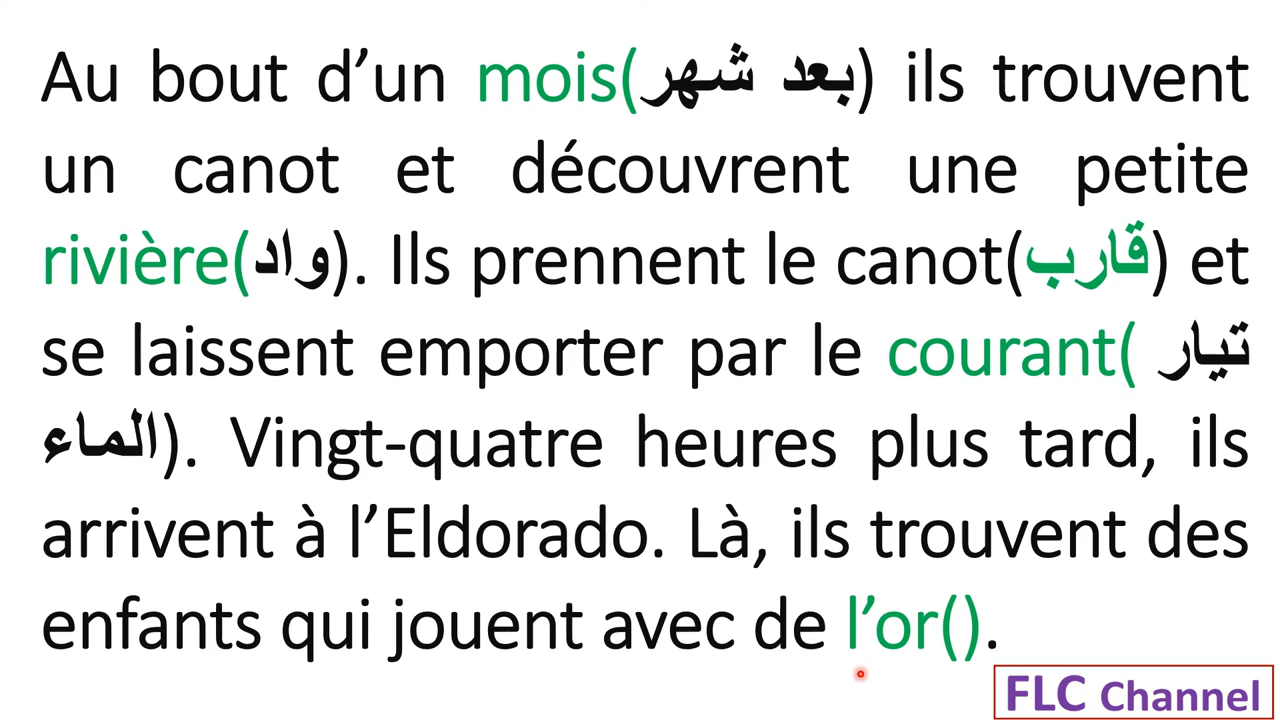 Au bout d’un mois(بعد شهر) ils trouvent
un canot et découvrent une petite
rivière(واد). Ils prennent le canot(قارب) et
se laissent emporter par le courant( تيار
الماء). Vingt-quatre heures plus tard, ils
arrivent à l’Eldorado. Là, ils trouvent des
enfants qui jouent avec de l’or().
FLC Channel